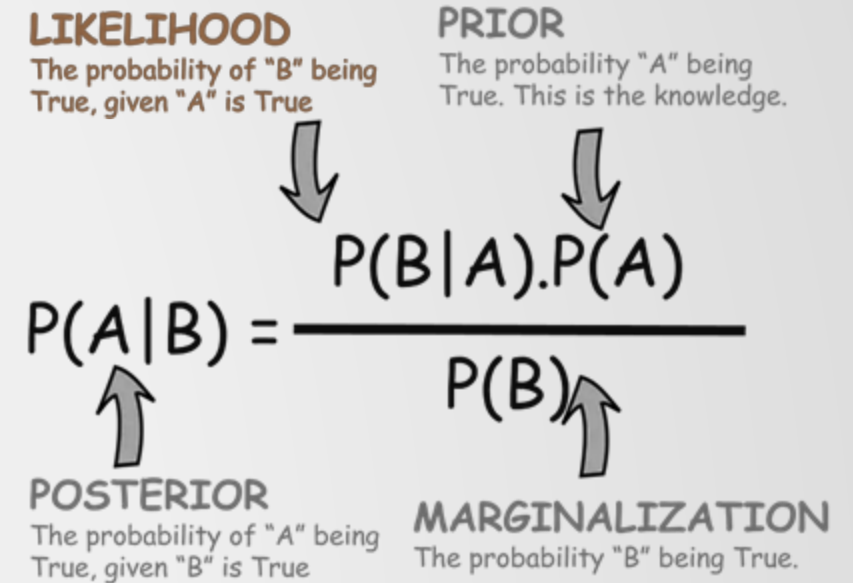 LIKELIHOOD
The probability of “B” being
True, given “A” is True
PRIOR
The probability “A” being
True. This is the knowledge.
P(A|B) =
P(B|A).P(A)
P(B)
POSTERIOR
The probability of “A” being
True, given “B” is True
MARGINALIZATION
The probability “B” being True.